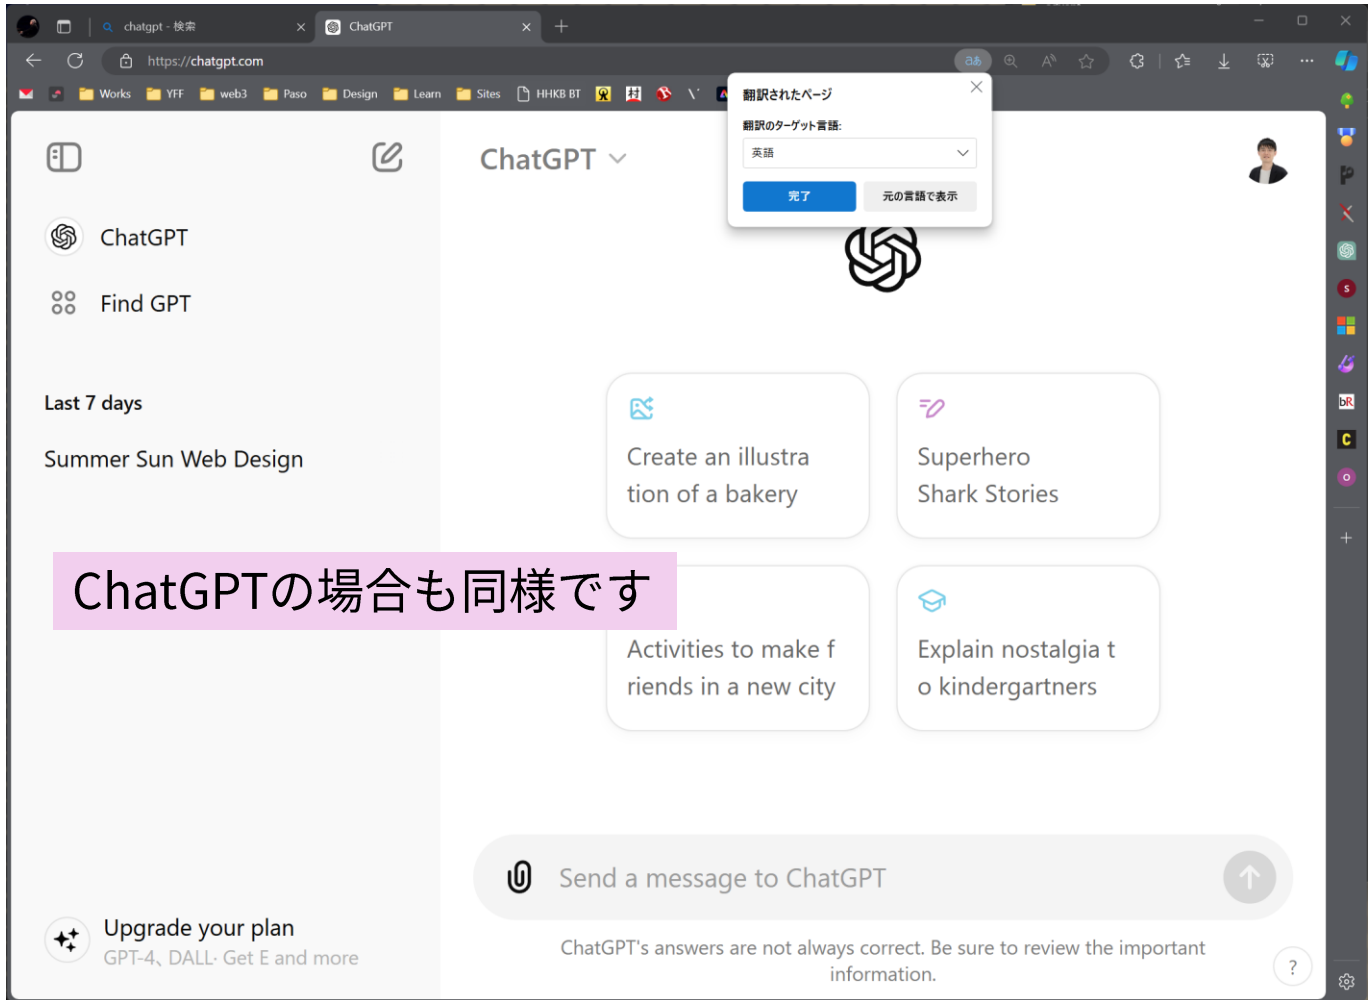 chatgpt - 検索
ChatGPT
https://chatgpt.com
Works
YFF
web3
Paso
Design
Learn
Sites
HHKB BT
村
翻訳されたページ
翻訳のターゲット言語:
英語
完了
元の言語で表示
ChatGPT
ChatGPT
Find GPT
Last 7 days
Summer Sun Web Design
Create an illustra
tion of a bakery
Superhero
Shark Stories
ChatGPTの場合も同様です
Activities to make f
riends in a new city
Explain nostalgia t
o kindergartners
Send a message to ChatGPT
Upgrade your plan
GPT-4、DALL· Get E and more
ChatGPT's answers are not always correct. Be sure to review the important
information.
?
S
bR
C
O